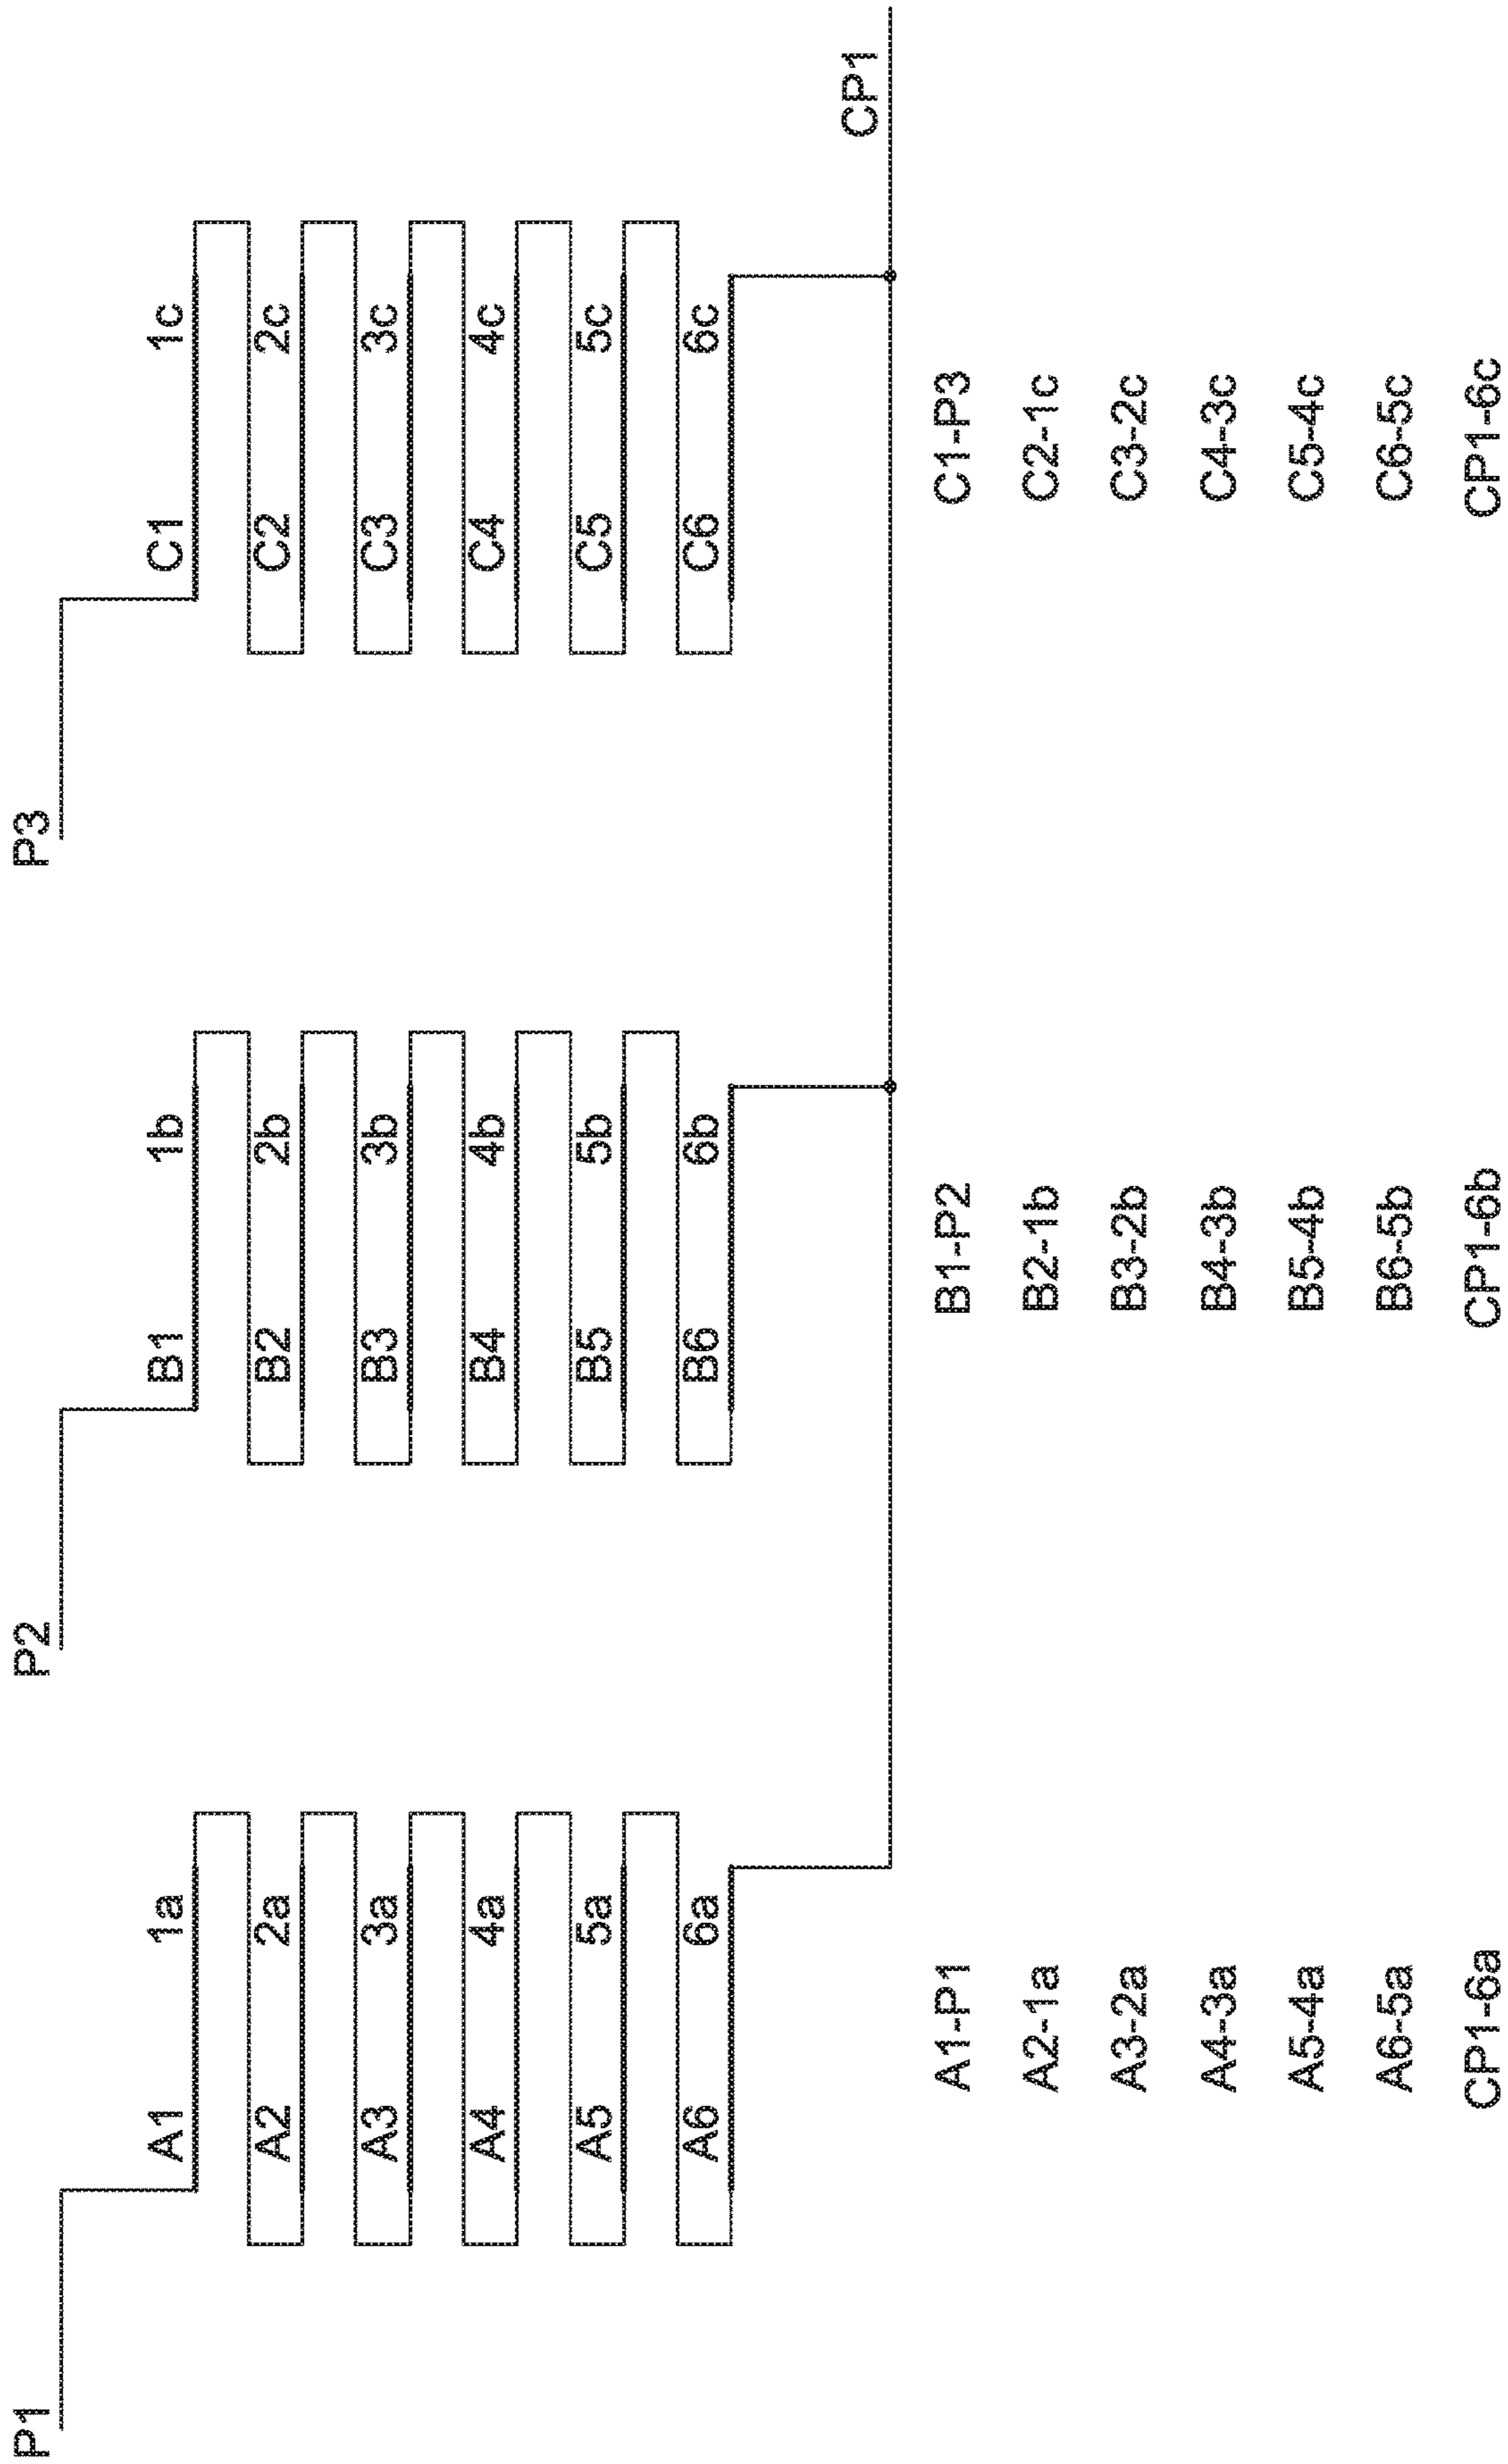 P1 P2 P3
A1 1a B1 1b C1 1c
A2 2a B2 2b C2 2c
A3 3a B3 3b C3 3c
A4 4a B4 4b C4 4c
A5 5a B5 5b C5 5c
A6 6a B6 6b C6 6c
CP1
A1-P1 B1-P2 C1-P3
A2-1a B2-1b C2-1c
A3-2a B3-2b C3-2c
A4-3a B4-3b C4-3c
A5-4a B5-4b C5-4c
A6-5a B6-5b C6-5c
CP1-6a CP1-6b CP1-6c